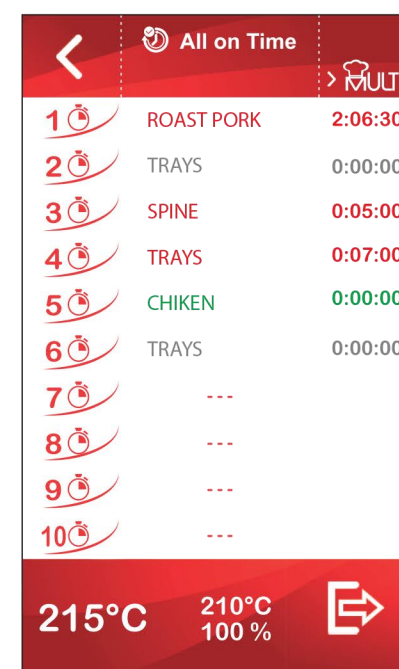 All on Time
> MULT
1 ROAST PORK 2:06:30
2 TRAYS 0:00:00
3 SPINE 0:05:00
4 TRAYS 0:07:00
5 CHIKEN 0:00:00
6 TRAYS 0:00:00
7 ---
8 ---
9 ---
10 ---
215°C 210°C
100 %